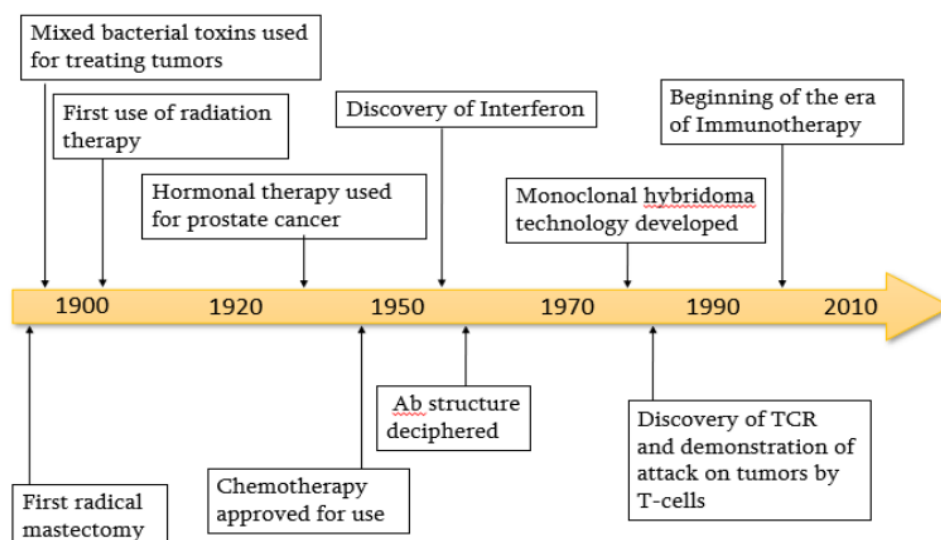 Mixed bacterial toxins used
for treating tumors
First use of radiation
therapy
Discovery of Interferon
Beginning of the era
of Immunotherapy
Hormonal therapy used
for prostate cancer
Monoclonal hybridoma
technology developed
1900 1920 1950 1970 1990 2010
Ab structure
deciphered
Discovery of TCR
and demonstration of
attack on tumors by
T-cells
Chemotherapy
approved for use
First radical
mastectomy